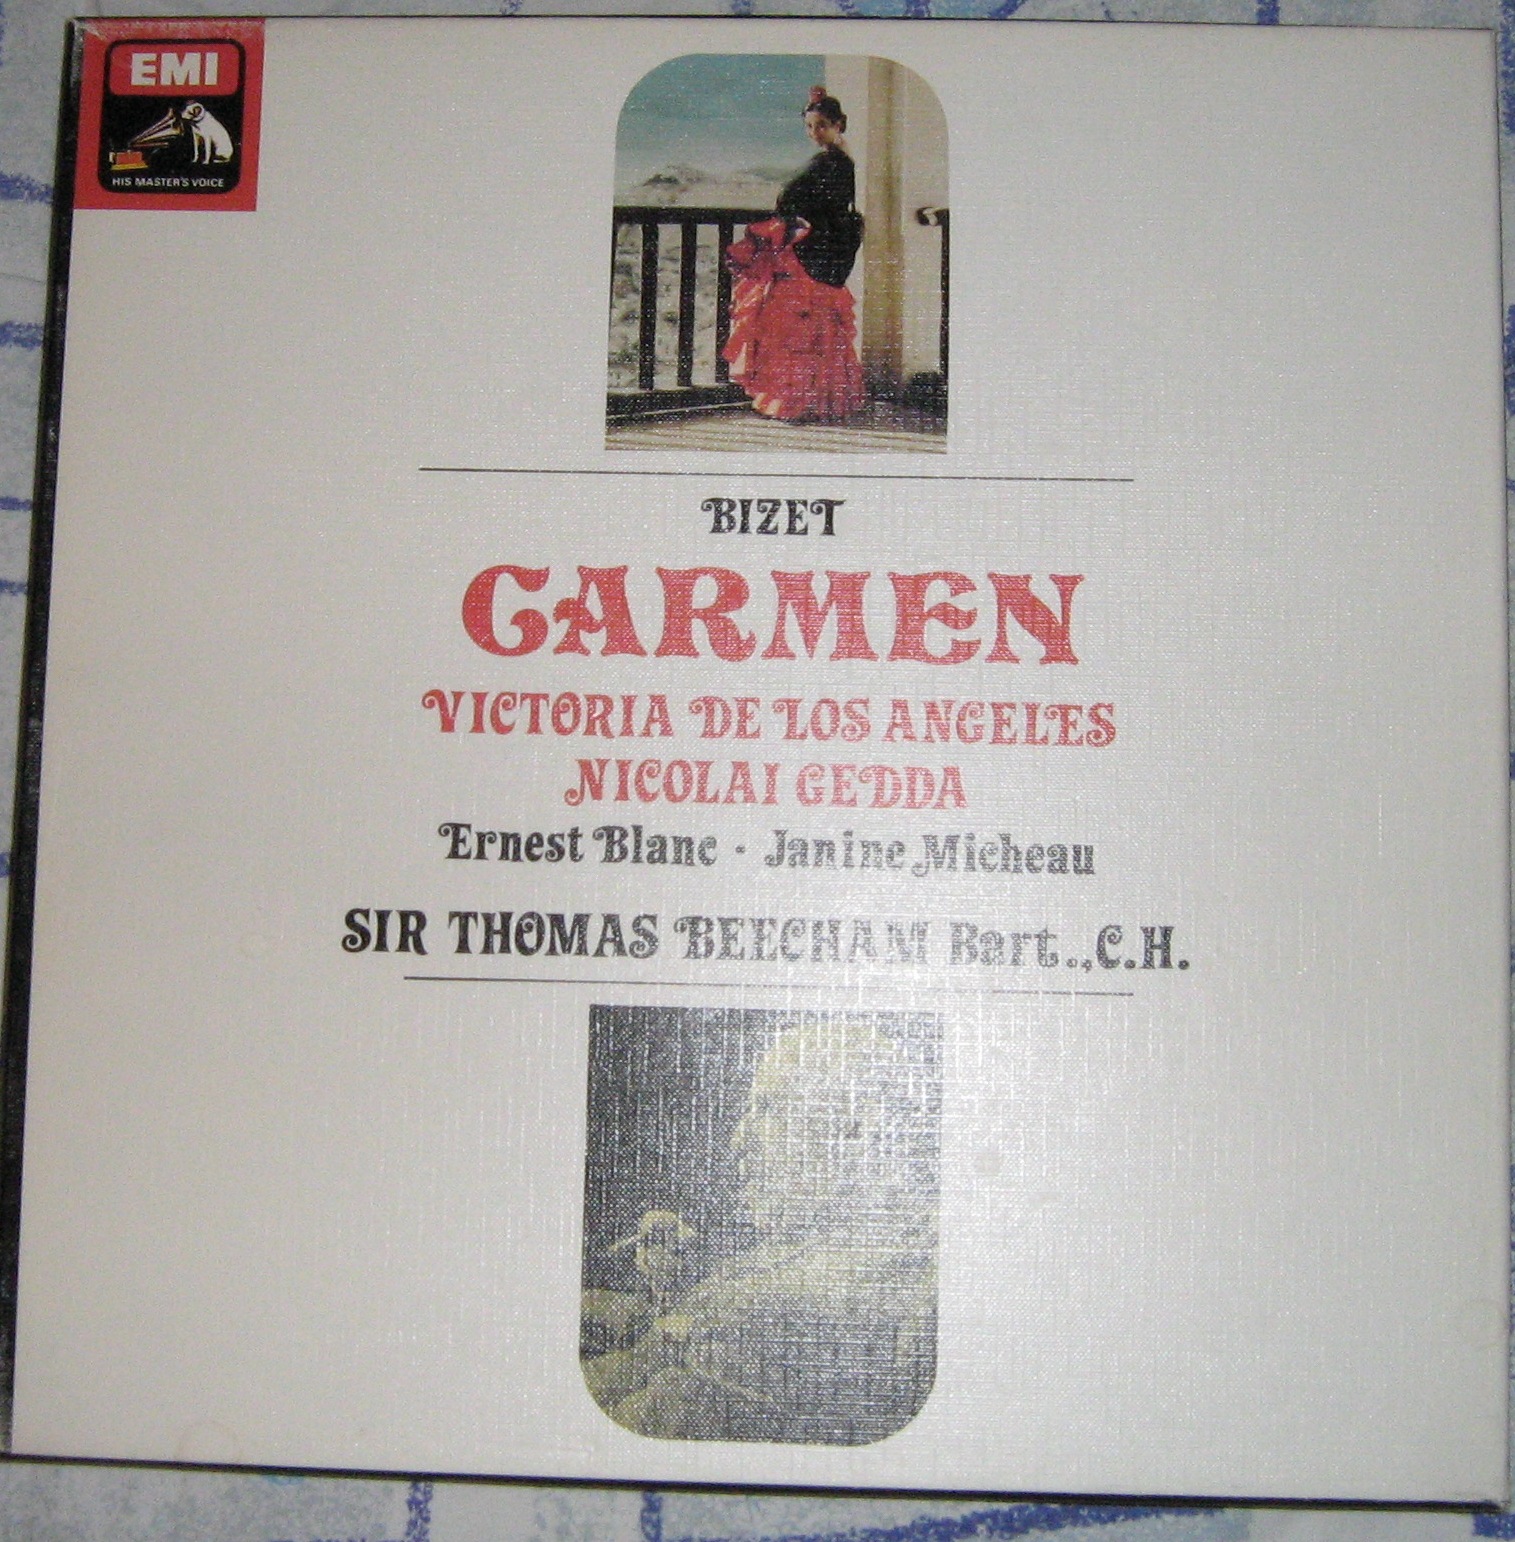 EMI
HIS MASTER'S VOICE
BIZET
CARMEN
VICTORIA DE LOS ANGELES
NICOLAI GEDDA
Ernest Blanc · Janine Micheau
SIR THOMAS BEECHAM Bart., C.H.